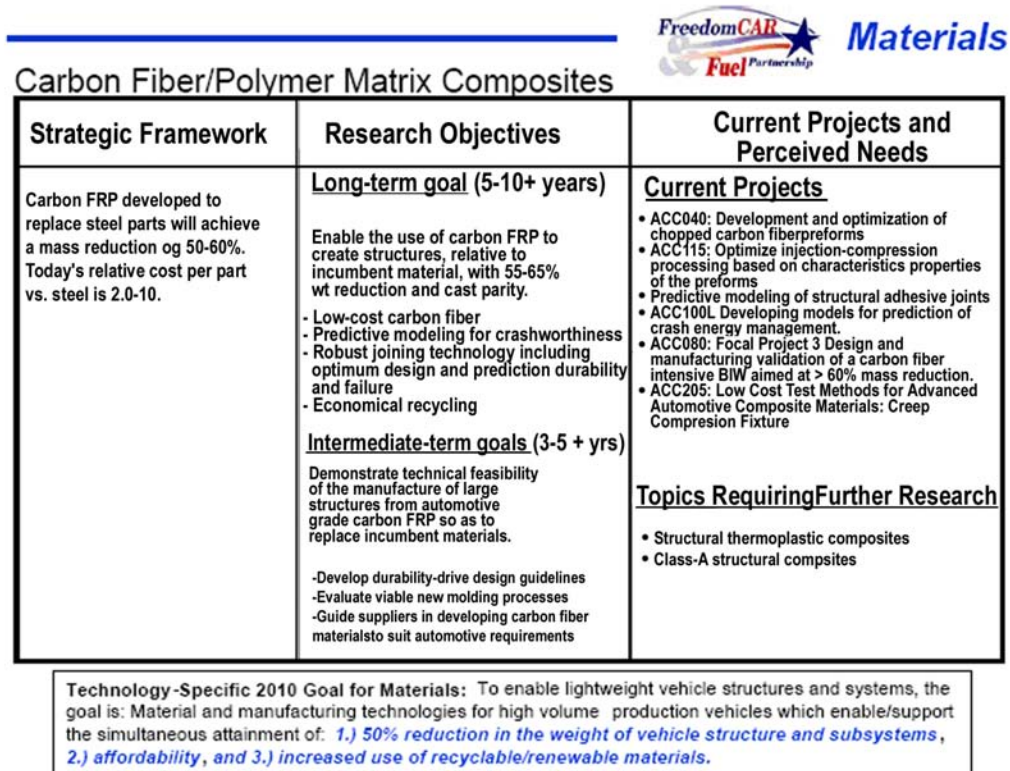 FreedomCAR
& Fuel Partnership
Materials
Carbon Fiber/Polymer Matrix Composites
Strategic Framework
Carbon FRP developed to
replace steel parts will achieve
a mass reduction og 50-60%.
Today's relative cost per part
vs. steel is 2.0-10.
Research Objectives
Long-term goal (5-10+ years)
Enable the use of carbon FRP to
create structures, relative to
incumbent material, with 55-65%
wt reduction and cast parity.
- Low-cost carbon fiber
- Predictive modeling for crashworthiness
- Robust joining technology including
optimum design and prediction durability
and failure
- Economical recycling
Intermediate-term goals (3-5 + yrs)
Demonstrate technical feasibility
of the manufacture of large
structures from automotive
grade carbon FRP so as to
replace incumbent materials.
-Develop durability-drive design guidelines
-Evaluate viable new molding processes
-Guide suppliers in developing carbon fiber
materialsto suit automotive requirements
Current Projects and
Perceived Needs
Current Projects
• ACC040: Development and optimization of
chopped carbon fiberpreforms
• ACC115: Optimize injection-compression
processing based on characteristics properties
of the preforms
• Predictive modeling of structural adhesive joints
• ACC100L Developing models for prediction of
crash energy management.
• ACC080: Focal Project 3 Design and
manufacturing validation of a carbon fiber
intensive BIW aimed at > 60% mass reduction.
• ACC205: Low Cost Test Methods for Advanced
Automotive Composite Materials: Creep
Compresion Fixture
Topics RequiringFurther Research
• Structural thermoplastic composites
• Class-A structural compsites
Technology-Specific 2010 Goal for Materials: To enable lightweight vehicle structures and systems, the
goal is: Material and manufacturing technologies for high volume production vehicles which enable/support
the simultaneous attainment of: 1.) 50% reduction in the weight of vehicle structure and subsystems,
2.) affordability, and 3.) increased use of recyclable/renewable materials.